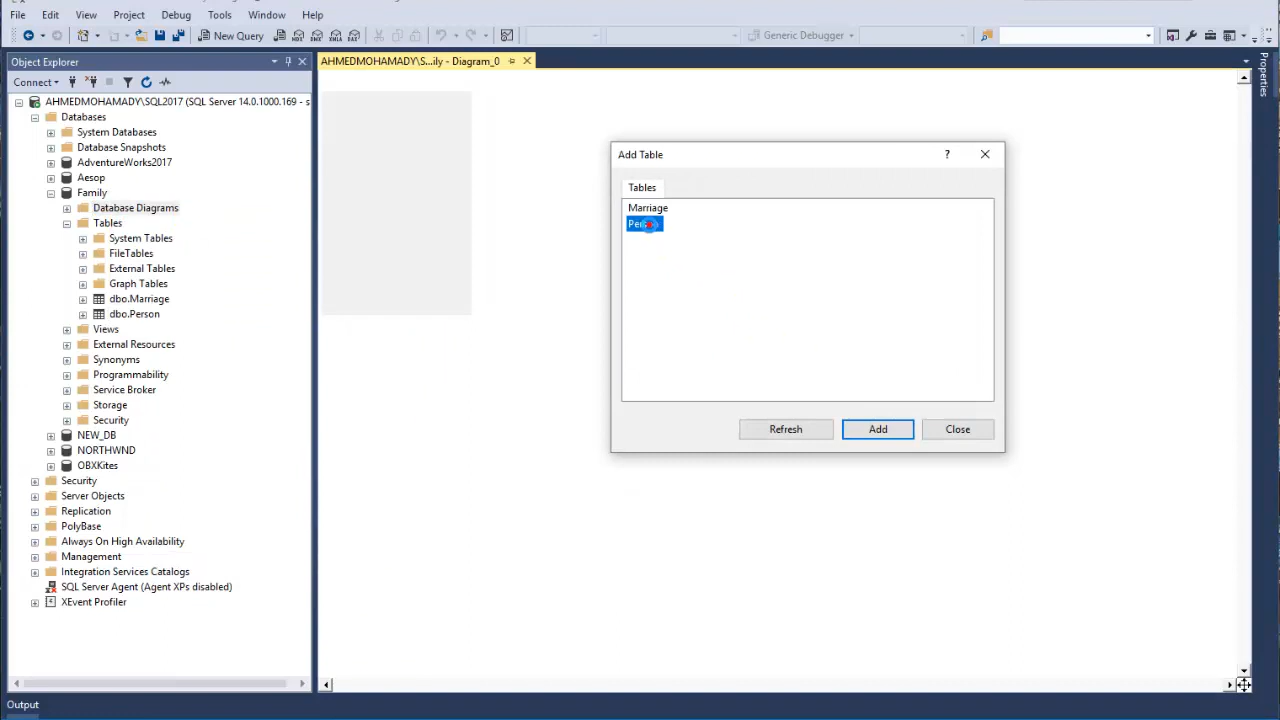 File Edit View Project Debug Tools Window Help
New Query
Generic Debugger
Object Explorer
AHMEDMOHAMADY\S...ily - Diagram_0
Connect
AHMEDMOHAMADY\SQL2017 (SQL Server 14.0.1000.169 - s
Databases
System Databases
Database Snapshots
AdventureWorks2017
Aesop
Family
Database Diagrams
Tables
System Tables
FileTables
External Tables
Graph Tables
dbo.Marriage
dbo.Person
Views
External Resources
Synonyms
Programmability
Service Broker
Storage
Security
NEW_DB
NORTHWND
OBXKites
Security
Server Objects
Replication
PolyBase
Always On High Availability
Management
Integration Services Catalogs
SQL Server Agent (Agent XPs disabled)
XEvent Profiler
Add Table
?
Tables
Marriage
Refresh Add Close
Properties
Output